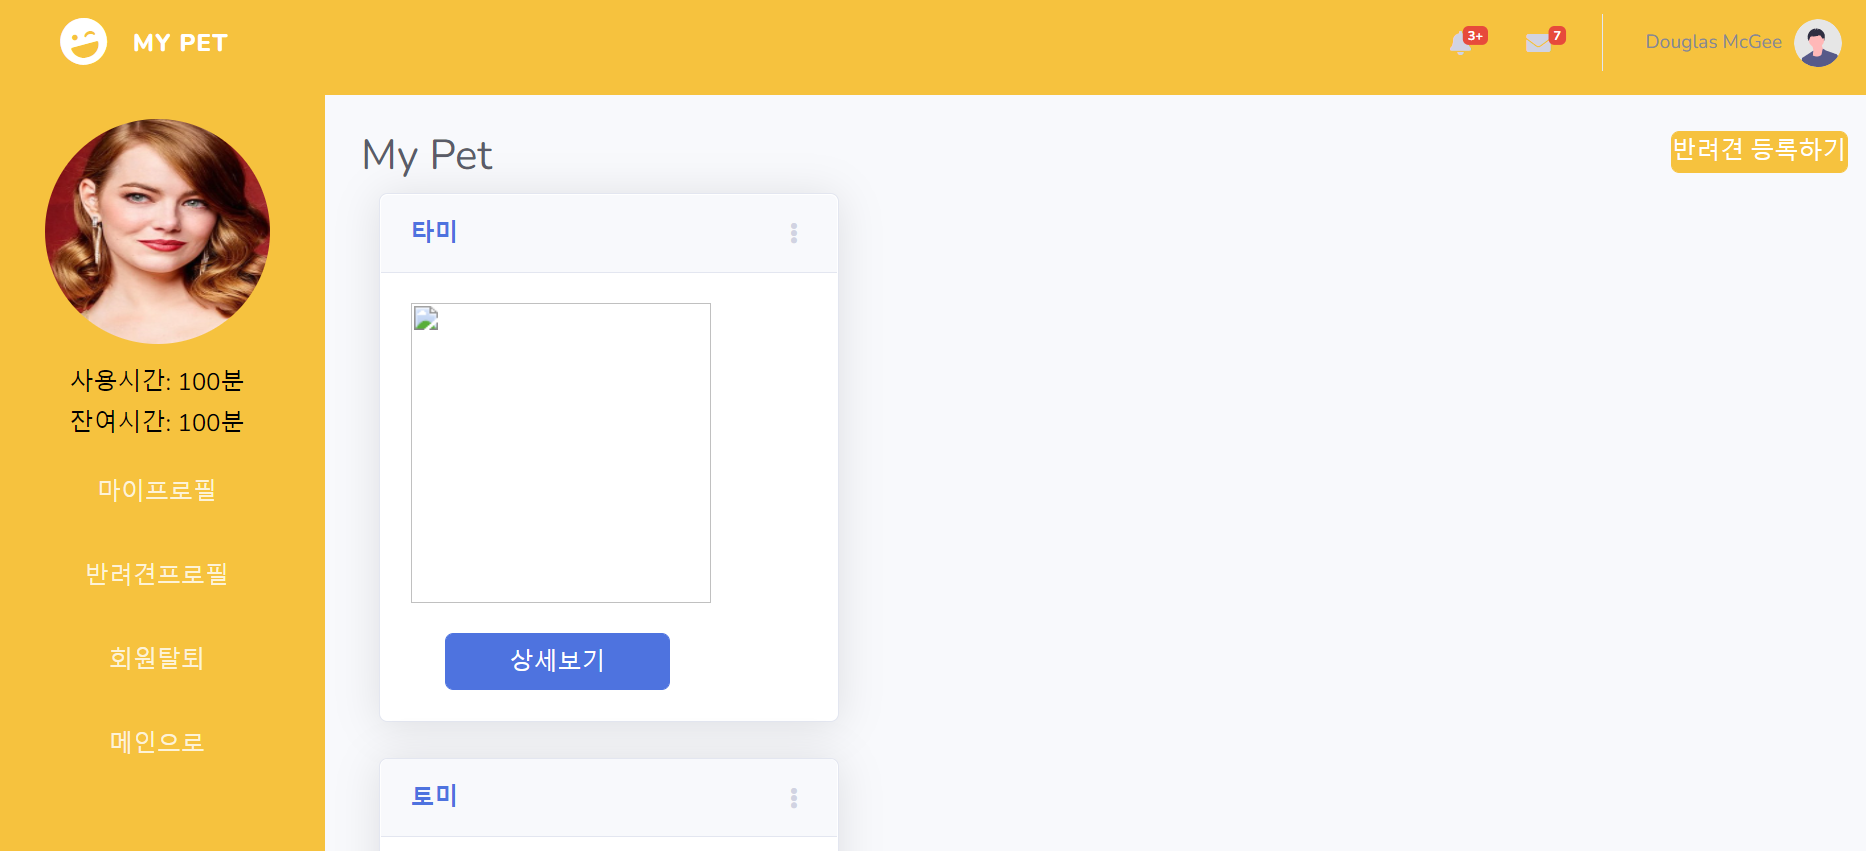 MY PET
3+
7
Douglas McGee
사용시간: 100분
잔여시간: 100분
마이프로필
반려견프로필
회원탈퇴
메인으로
My Pet
반려견 등록하기
타미
상세보기
토미